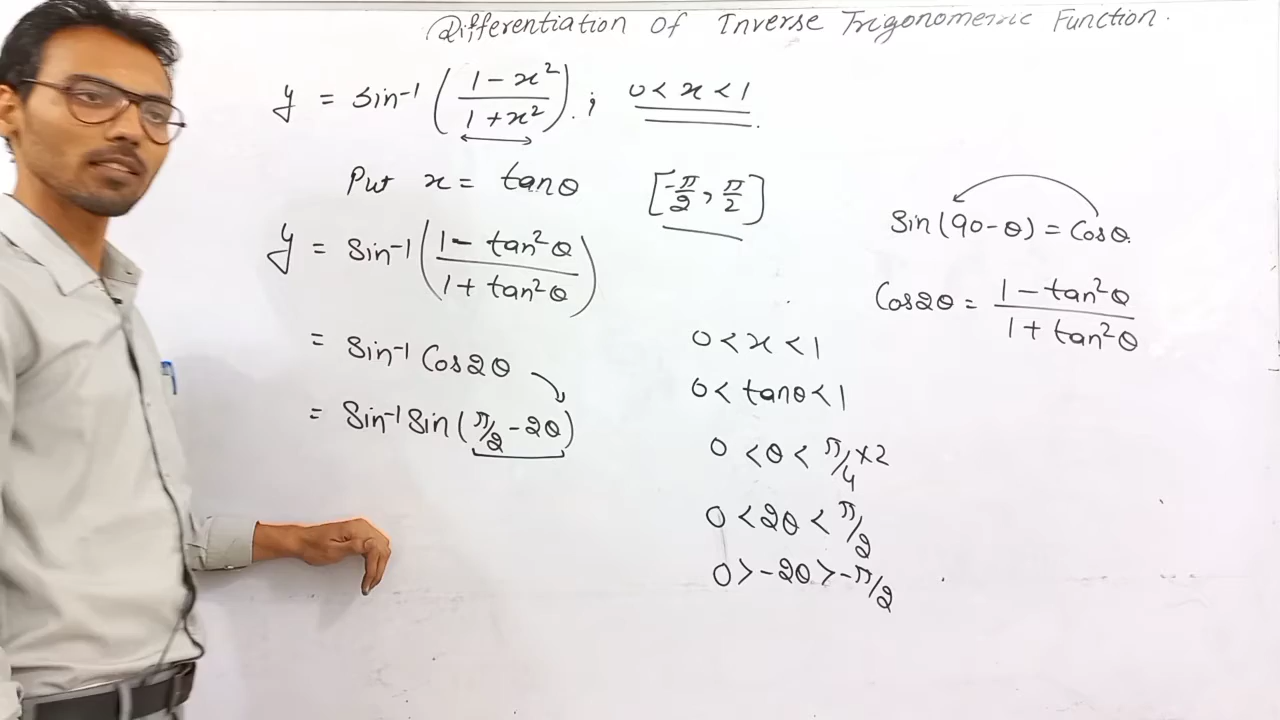 Differentiation of Inverse Trigonometric Function.
y = Sin⁻¹ ( (1 - x²) / (1 + x²) ) ; 0 < x < 1
Put x = tanθ [-π/2, π/2]
y = Sin⁻¹ ( (1 - tan²θ) / (1 + tan²θ) )
= Sin⁻¹ Cos2θ
= Sin⁻¹ Sin (π/2 - 2θ)
0 < x < 1
0 < tanθ < 1
0 < θ < π/4 ×2
0 < 2θ < π/2
0 > -2θ > -π/2
Sin (90 - θ) = Cosθ
Cos2θ = (1 - tan²θ) / (1 + tan²θ)